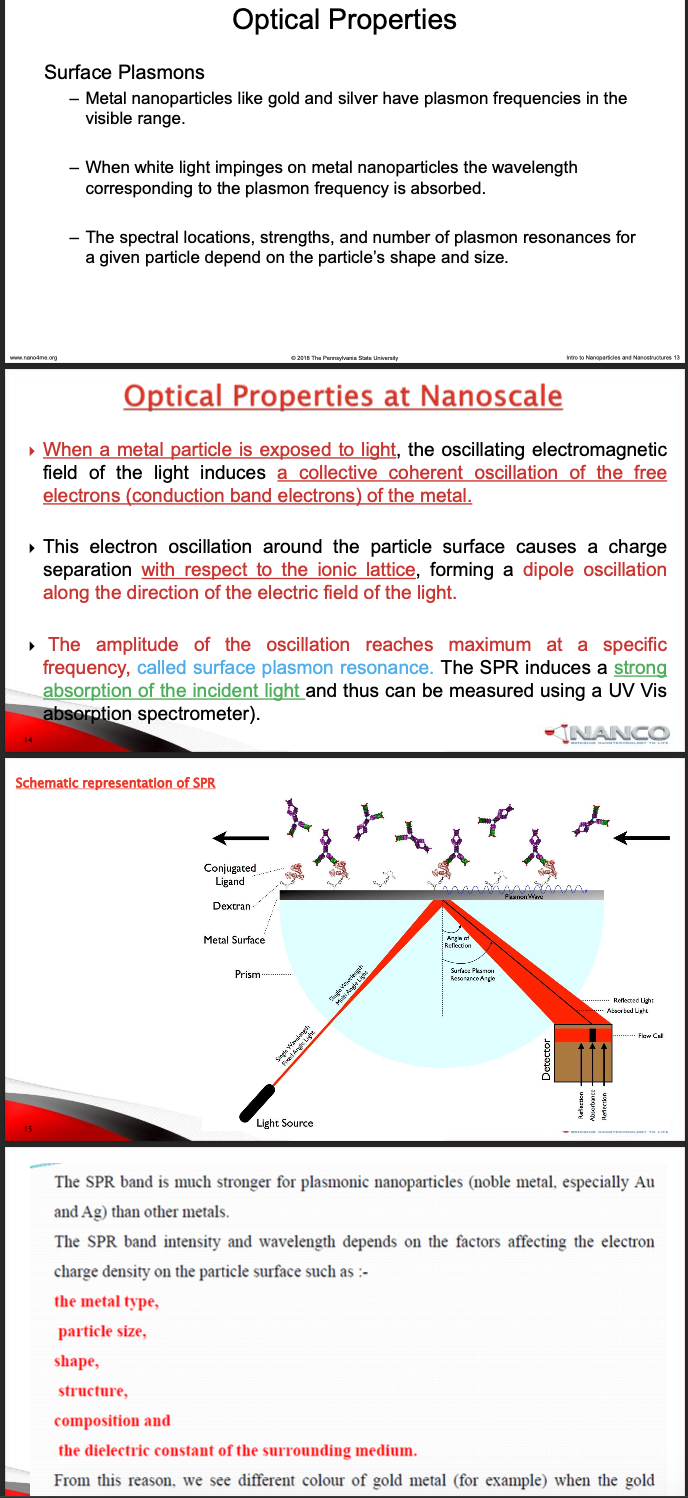 Optical Properties
Surface Plasmons
– Metal nanoparticles like gold and silver have plasmon frequencies in the
visible range.
– When white light impinges on metal nanoparticles the wavelength
corresponding to the plasmon frequency is absorbed.
– The spectral locations, strengths, and number of plasmon resonances for
a given particle depend on the particle's shape and size.
www.nano4me.org
© 2018 The Pennsylvania State University
Intro to Nanoparticles and Nanostructures 13
Optical Properties at Nanoscale
When a metal particle is exposed to light, the oscillating electromagnetic
field of the light induces a collective coherent oscillation of the free
electrons (conduction band electrons) of the metal.
This electron oscillation around the particle surface causes a charge
separation with respect to the ionic lattice, forming a dipole oscillation
along the direction of the electric field of the light.
The amplitude of the oscillation reaches maximum at a specific
frequency, called surface plasmon resonance. The SPR induces a strong
absorption of the incident light and thus can be measured using a UV Vis
absorption spectrometer).
14
NANCO
Schematic representation of SPR
Conjugated
Ligand
Dextran
Plasmon Wave
Metal Surface
Angle of
Reflection
Prism
Single Wavelength
Multi Angle Light
Surface Plasmon
Resonance Angle
Reflected Light
Absorbed Light
Single Wavelength
Fixed Angle Light
Flow Cell
Detector
Reflection
Absorbance
Reflection
Light Source
15
The SPR band is much stronger for plasmonic nanoparticles (noble metal, especially Au
and Ag) than other metals.
The SPR band intensity and wavelength depends on the factors affecting the electron
charge density on the particle surface such as :-
the metal type,
particle size,
shape,
structure,
composition and
the dielectric constant of the surrounding medium.
From this reason, we see different colour of gold metal (for example) when the gold